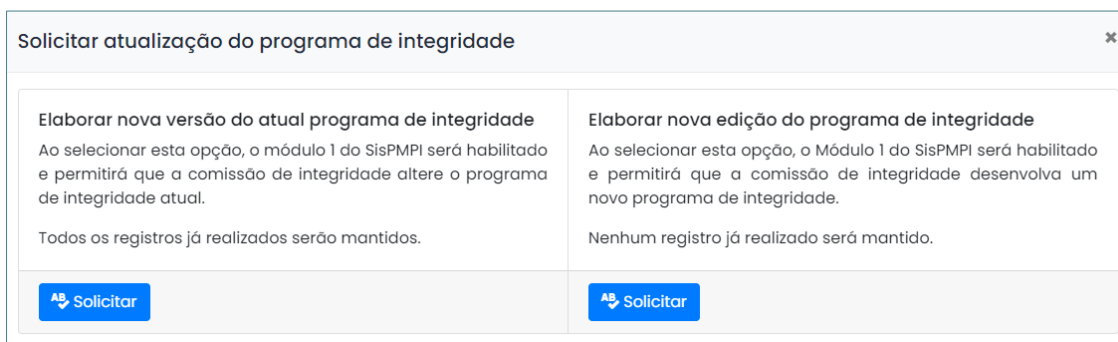 Solicitar atualização do programa de integridade
×
Elaborar nova versão do atual programa de integridade
Ao selecionar esta opção, o módulo 1 do SisPMPI será habilitado
e permitirá que a comissão de integridade altere o programa
de integridade atual.
Todos os registros já realizados serão mantidos.
Solicitar
Elaborar nova edição do programa de integridade
Ao selecionar esta opção, o Módulo 1 do SisPMPI será habilitado
e permitirá que a comissão de integridade desenvolva um
novo programa de integridade.
Nenhum registro já realizado será mantido.
Solicitar